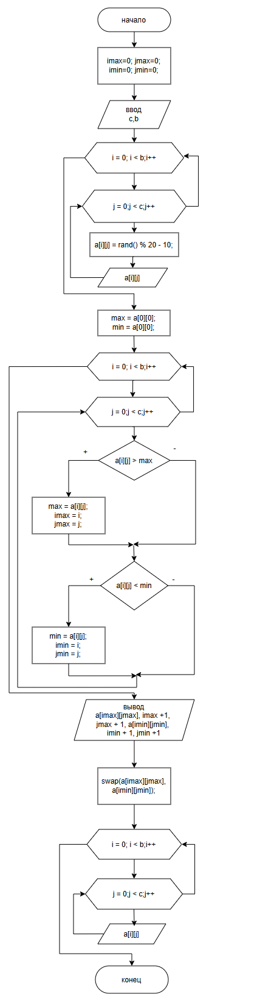 начало
imax=0; jmax=0;
imin=0; jmin=0;
ввод
c,b
i = 0; i < b;i++
j = 0;j < c;j++
a[i][j] = rand() % 20 - 10;
a[i][j]
max = a[0][0];
min = a[0][0];
i = 0; i < b;i++
j = 0;j < c;j++
+
-
a[i][j] > max
max = a[i][j];
imax = i;
jmax = j;
+
-
a[i][j] < min
min = a[i][j];
imin = i;
jmin = j;
вывод
a[imax][jmax], imax +1,
jmax + 1, a[imin][jmin],
imin + 1, jmin +1
swap(a[imax][jmax],
a[imin][jmin]);
i = 0; i < b;i++
j = 0;j < c;j++
a[i][j]
конец